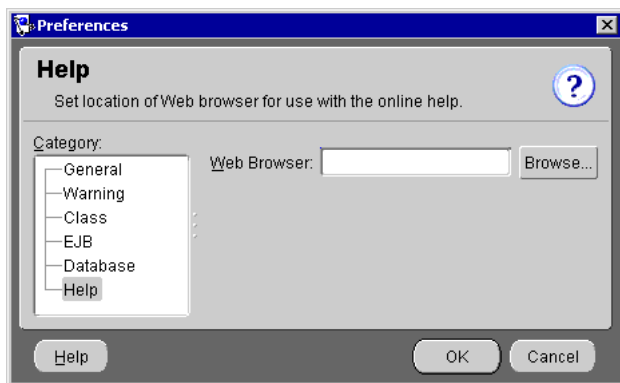 Preferences
Help
Set location of Web browser for use with the online help.
Category:
General
Warning
Class
EJB
Database
Help
Web Browser:
Browse...
Help
OK
Cancel